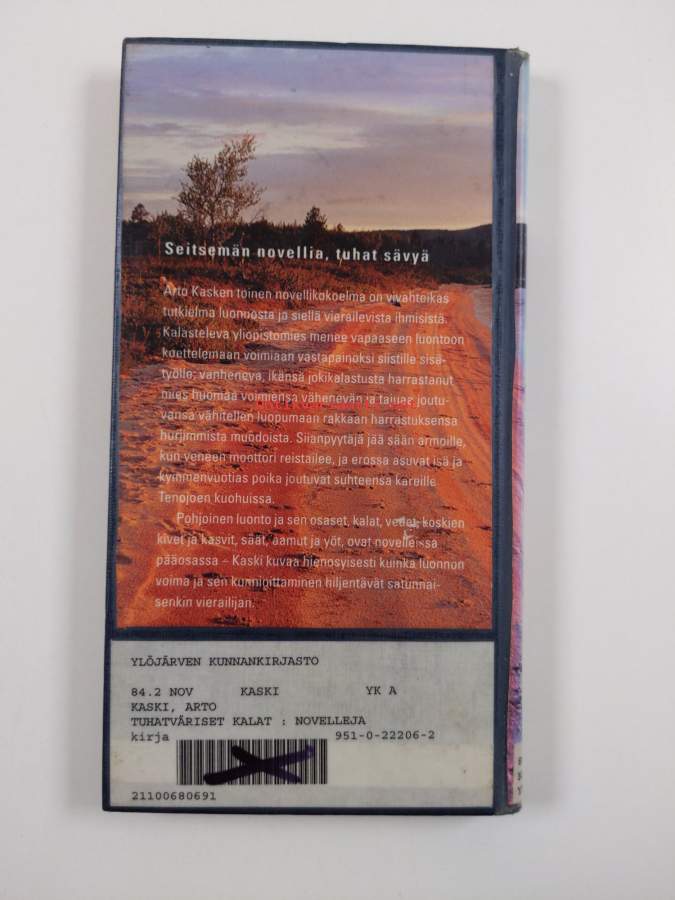 Seitsemän novellia, tuhat sävyä
Arto Kasken toinen novellikokoelma on vivahteikas
tutkielma luonnosta ja siellä vierailevista ihmisistä.
Kalasteleva yliopistomies menee vapaaseen luontoon
koettelemaan voimiaan vastapainoksi siistille sisä-
työlle; vanheneva, ikänsä jokikalastusta harrastanut
mies huomaa voimiensa vähenevän ja tajuaa joutu-
vansa vähitellen luopumaan rakkaan harrastuksensa
hurjimmista muodoista. Siianpyytäjä jää sään armoille,
kun veneen moottori reistailee, ja erossa asuvat isä ja
kymmenvuotias poika joutuvat suhteensa kareille
Tenojoen kuohuissa.
Pohjoinen luonto ja sen osaset, kalat, vedet, koskien
kivet ja kasvit, säät, aamut ja yöt, ovat novelleissa
pääosassa – Kaski kuvaa hienosyisesti kuinka luonnon
voima ja sen kunnioittaminen hiljentävät satunnai-
senkin vierailijan.
YLÖJÄRVEN KUNNANKIRJASTO
84.2 NOV KASKI YK A
KASKI, ARTO
TUHATVÄRISET KALAT : NOVELLEJA
kirja 951-0-22206-2
21100680691